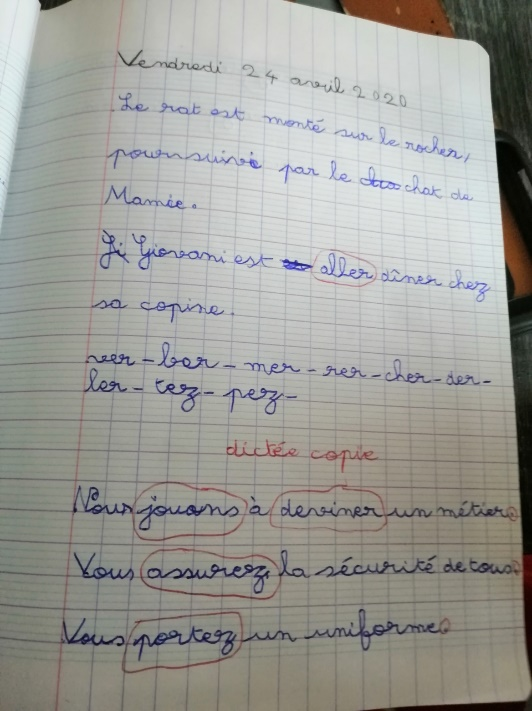 Vendredi 24 avril 2020
Le rat est monté sur le rocher,
poursuivi par le chat de
Mamie.
Giovani est aller dîner chez
sa copine.
ver - ber - mer - rer - cher - der -
ler - tez - pez -
dictée copie
Nous jouons à deviner un métier.
Vous assurez la sécurité de tous.
Vous portez un uniforme.